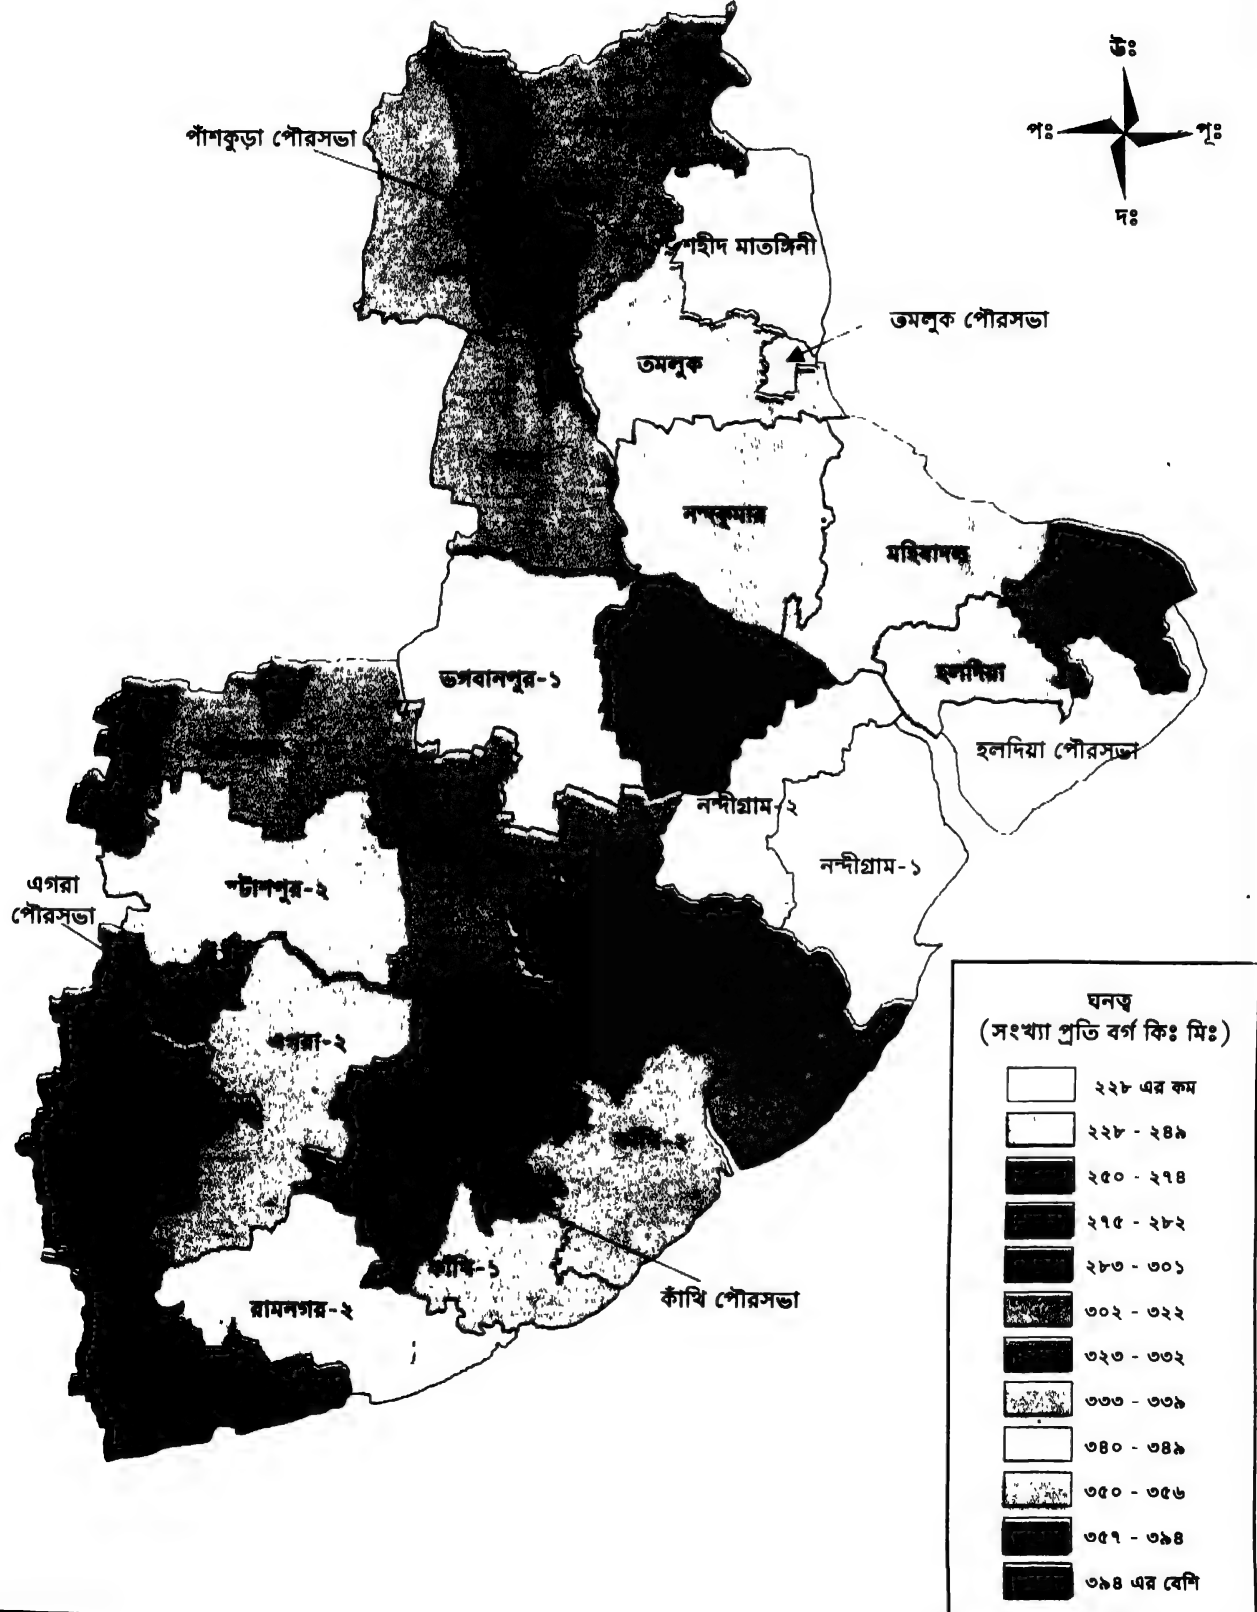 উঃ
পঃ
পূঃ
দঃ
পাঁশকুড়া পৌরসভা
শহীদ মাতঙ্গিনী
তমলুক পৌরসভা
তমলুক
নন্দকুমার
মহিষাদল
ভগবানপুর-১
হলদিয়া
হলদিয়া পৌরসভা
নন্দীগ্রাম-২
নন্দীগ্রাম-১
এগরা
পৌরসভা
পটাশপুর-২
এগরা-২
কাঁথি-১
কাঁথি পৌরসভা
রামনগর-২
ঘনত্ব
(সংখ্যা প্রতি বর্গ কিঃ মিঃ)
২২৮ এর কম
২২৮ - ২৪৯
২৫০ - ২৭৪
২৭৫ - ২৮২
২৮৩ - ৩০১
৩০২ - ৩২২
৩২৩ - ৩৩২
৩৩৩ - ৩৩৯
৩৪০ - ৩৪৯
৩৫০ - ৩৫৬
৩৫৭ - ৩৯৪
৩৯৪ এর বেশি